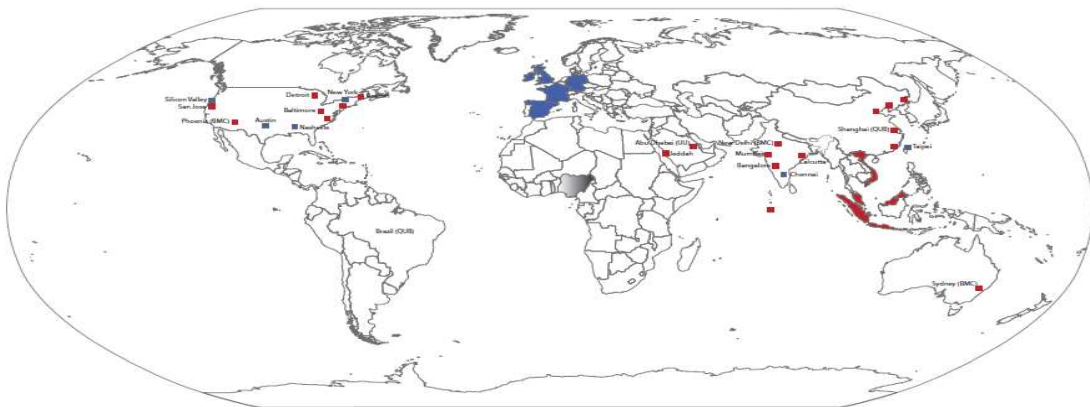 Silicon Valley
San Jose
Phoenix (BMC)
Detroit
Baltimore
New York
Austin
Nashville
Brazil (QUB)
Abu Dhabi (UU)
Jeddah
New Delhi (BMC)
Mumbai
Bangalore
Calcutta
Chennai
Shanghai (QUB)
Taipei
Sydney (BMC)